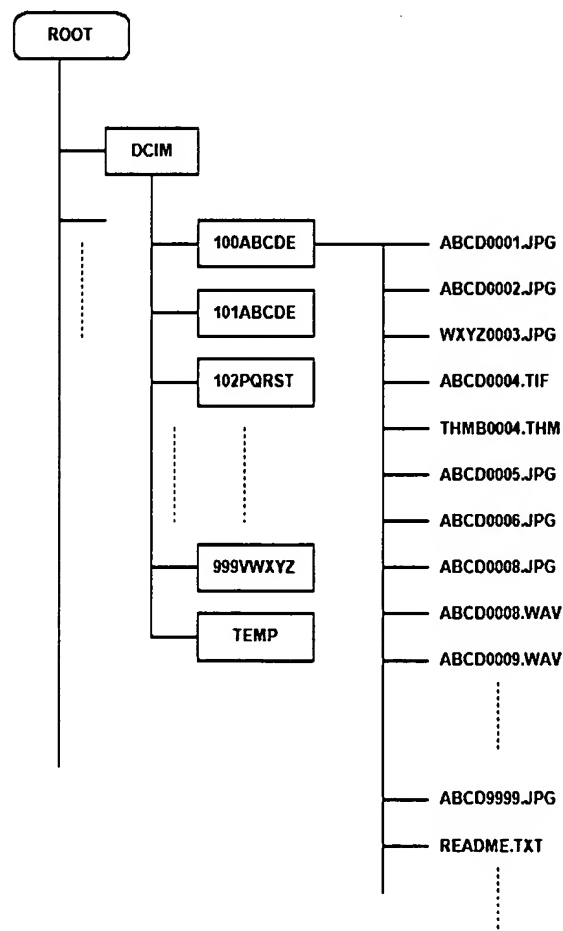 ROOT
DCIM
100ABCDE
ABCD0001.JPG
ABCD0002.JPG
101ABCDE
WXYZ0003.JPG
102PQRST
ABCD0004.TIF
THMB0004.THM
ABCD0005.JPG
ABCD0006.JPG
999VWXYZ
ABCD0008.JPG
ABCD0008.WAV
TEMP
ABCD0009.WAV
ABCD9999.JPG
README.TXT